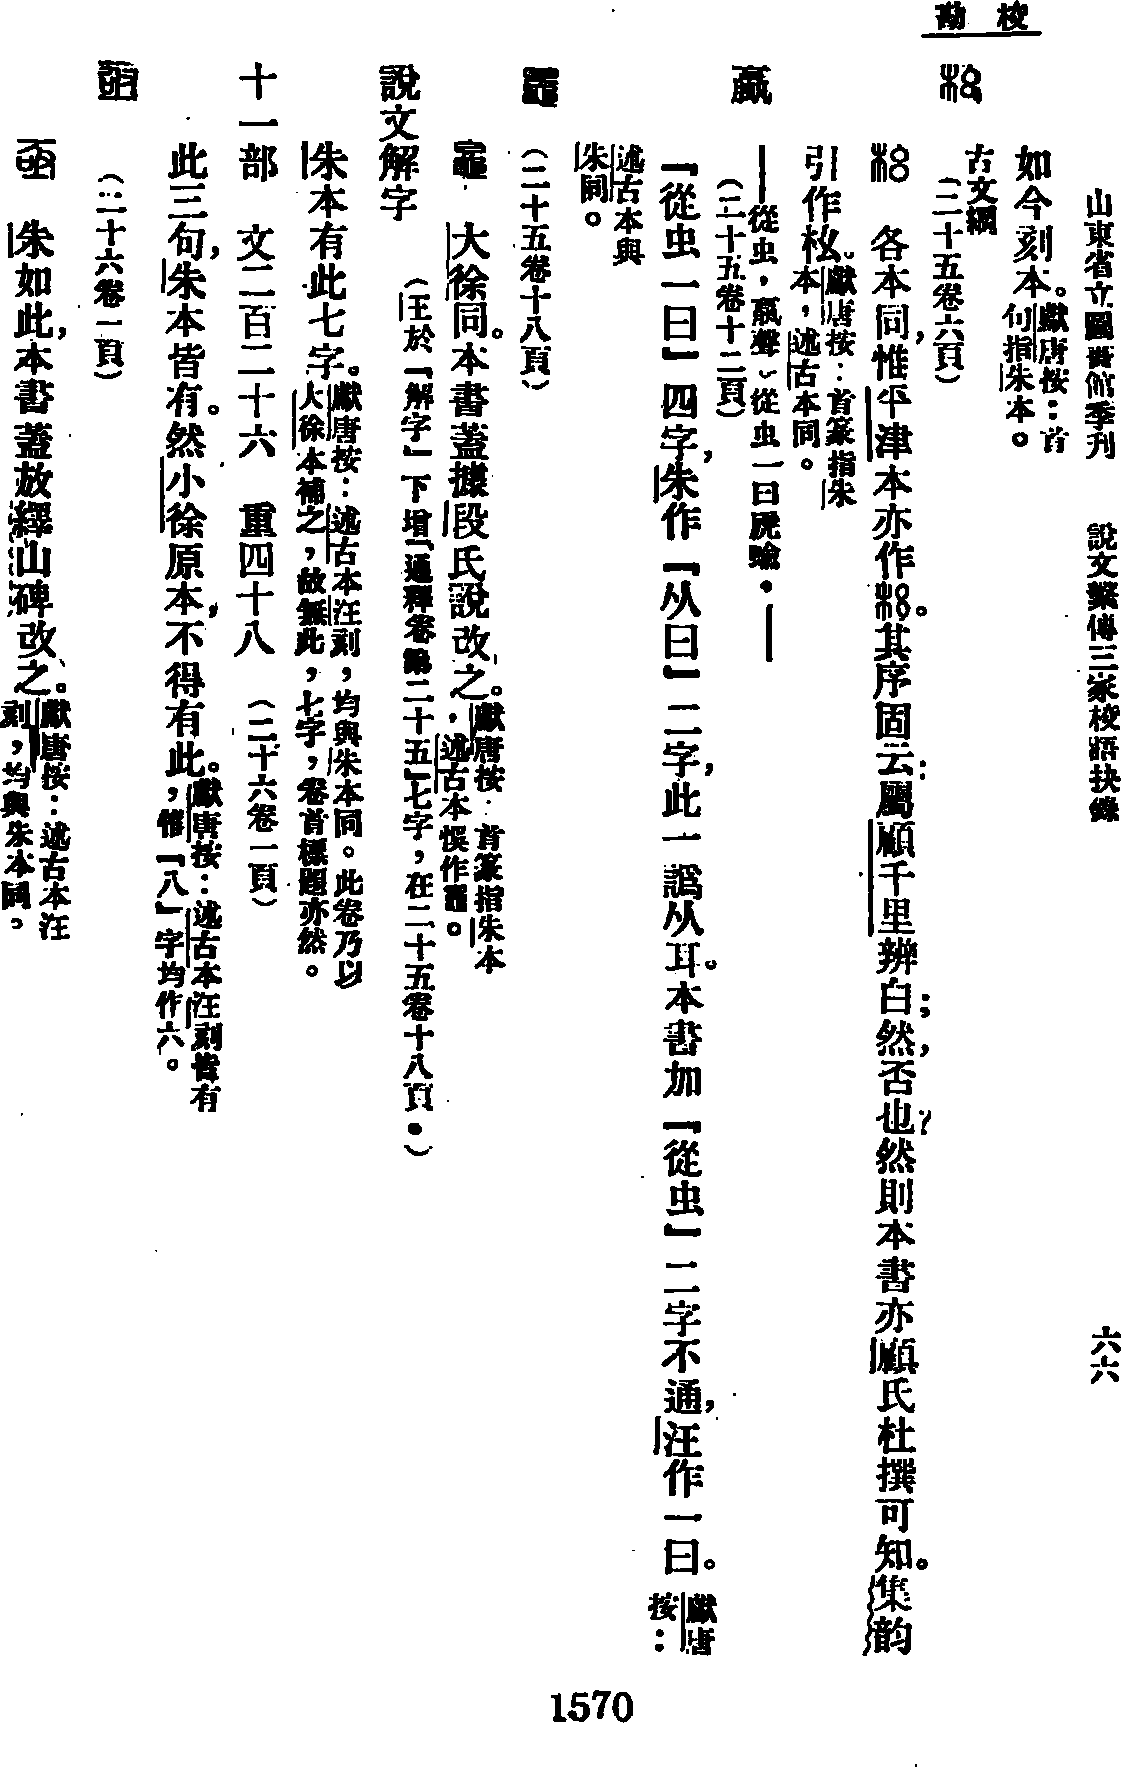 校勘
山東省立圖書館季刊　說文繫傳三家校語抉錄　六六
如今刻本。獻唐按：首句指朱本。
古文綱（二十五卷六頁）
各本同，惟平津本亦作。其序固云：屬顧千里辨白；然，否也？然則本書亦顧氏杜撰可知。集韵
引作。獻唐按：首篆指朱本，述古本同。
——從虫，𣎆聲，從虫一曰虒蝓。——
（二十五卷十二頁）
『從虫一曰』四字，朱作『从曰』二字，此一譌从耳。本書加『從虫』二字不通，汪作一曰。獻唐按：
述古本與朱同。
（二十五卷十八頁）
大徐同。本書蓋據段氏說改之。獻唐按：首篆指朱本，述古本悞作。
說文解字（王於『解字』下增『通釋卷第二十五』七字，在二十五卷十八頁。）
朱本有此七字。獻唐按：述古本汪刻，均與朱本同。此卷乃以大徐本補之，故無此，七字，卷首標題亦然。
十一部　文二百二十六　重四十八（二十六卷一頁）
此三句，朱本皆有。然小徐原本，不得有此。獻唐按：述古本汪刻皆有，惟『八』字均作六。
（二十六卷一頁）
朱如此，本書蓋放繹山碑改之。獻唐按：述古本汪刻，均與朱本同。
1570